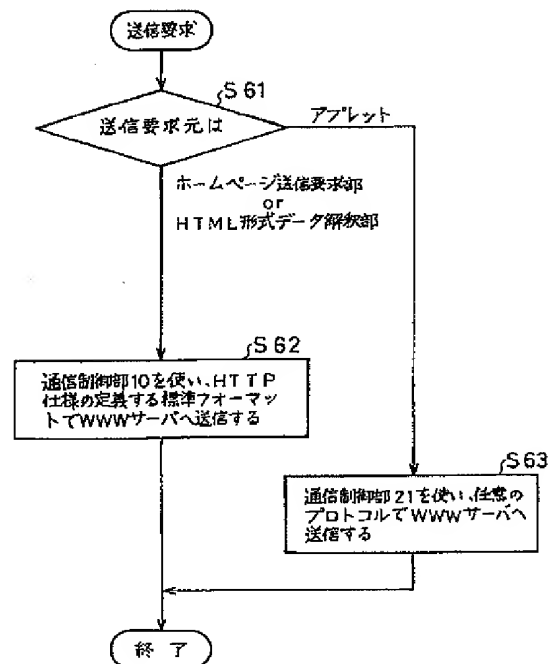 送信要求
S61
送信要求元は
アプレット
ホームページ送信要求部
or
HTML形式データ解釈部
S62
通信制御部10を使い、HTTP
仕様の定義する標準フォーマッ
トでWWWサーバへ送信する
S63
通信制御部21を使い、任意の
プロトコルでWWWサーバへ
送信する
終了